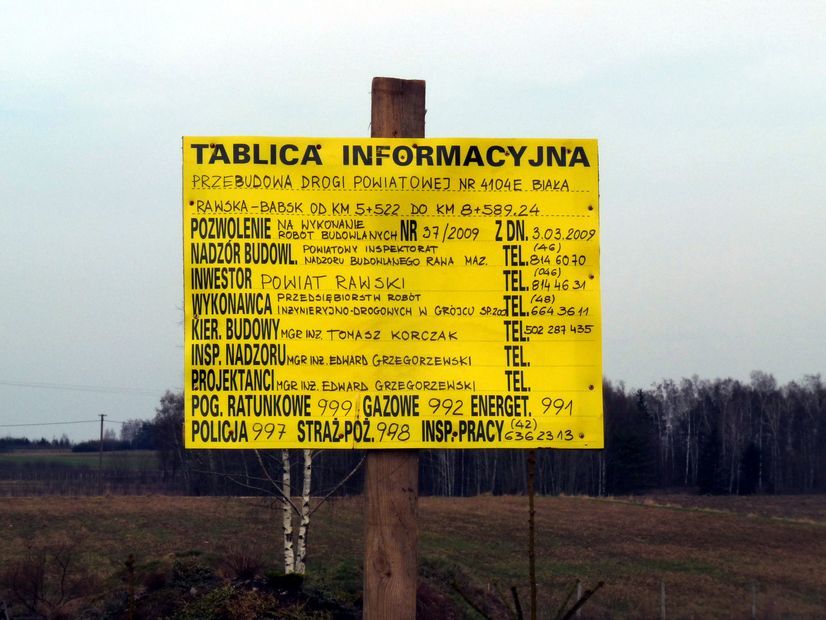 TABLICA INFORMACYJNA
PRZEBUDOWA DROGI POWIATOWEJ NR 4104E BIAŁA
RAWSKA-BABSK OD KM 5+522 DO KM 8+589.24
POZWOLENIE NA WYKONANIE ROBÓT BUDOWLANYCH NR 37/2009 Z DN. 3.03.2009
NADZÓR BUDOWL. POWIATOWY INSPEKTORAT NADZORU BUDOWLANEGO RAWA MAZ. TEL. (46) 814 60 70
INWESTOR POWIAT RAWSKI TEL. (046) 814 46 31
WYKONAWCA PRZEDSIĘBIORSTW ROBÓT INŻYNIERYJNO-DROGOWYCH W GRÓJCU SP. ZOO TEL. (48) 664 36 11
KIER. BUDOWY MGR INŻ. TOMASZ KORCZAK TEL. 502 287 435
INSP. NADZORU MGR INŻ. EDWARD GRZEGORZEWSKI TEL.
PROJEKTANCI MGR INŻ. EDWARD GRZEGORZEWSKI TEL.
POG. RATUNKOWE 999 GAZOWE 992 ENERGET. 991
POLICJA 997 STRAŻ.POŻ. 998 INSP. PRACY (42) 636 23 13